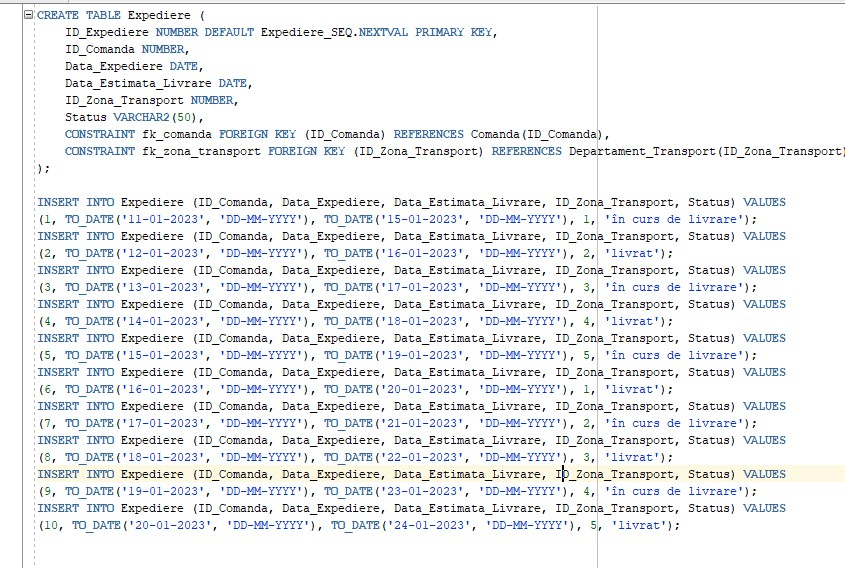 CREATE TABLE Expediere (
ID_Expediere NUMBER DEFAULT Expediere_SEQ.NEXTVAL PRIMARY KEY,
ID_Comanda NUMBER,
Data_Expediere DATE,
Data_Estimata_Livrare DATE,
ID_Zona_Transport NUMBER,
Status VARCHAR2(50),
CONSTRAINT fk_comanda FOREIGN KEY (ID_Comanda) REFERENCES Comanda(ID_Comanda),
CONSTRAINT fk_zona_transport FOREIGN KEY (ID_Zona_Transport) REFERENCES Departament_Transport(ID_Zona_Transport)
);
INSERT INTO Expediere (ID_Comanda, Data_Expediere, Data_Estimata_Livrare, ID_Zona_Transport, Status) VALUES
(1, TO_DATE('11-01-2023', 'DD-MM-YYYY'), TO_DATE('15-01-2023', 'DD-MM-YYYY'), 1, 'în curs de livrare');
INSERT INTO Expediere (ID_Comanda, Data_Expediere, Data_Estimata_Livrare, ID_Zona_Transport, Status) VALUES
(2, TO_DATE('12-01-2023', 'DD-MM-YYYY'), TO_DATE('16-01-2023', 'DD-MM-YYYY'), 2, 'livrat');
INSERT INTO Expediere (ID_Comanda, Data_Expediere, Data_Estimata_Livrare, ID_Zona_Transport, Status) VALUES
(3, TO_DATE('13-01-2023', 'DD-MM-YYYY'), TO_DATE('17-01-2023', 'DD-MM-YYYY'), 3, 'în curs de livrare');
INSERT INTO Expediere (ID_Comanda, Data_Expediere, Data_Estimata_Livrare, ID_Zona_Transport, Status) VALUES
(4, TO_DATE('14-01-2023', 'DD-MM-YYYY'), TO_DATE('18-01-2023', 'DD-MM-YYYY'), 4, 'livrat');
INSERT INTO Expediere (ID_Comanda, Data_Expediere, Data_Estimata_Livrare, ID_Zona_Transport, Status) VALUES
(5, TO_DATE('15-01-2023', 'DD-MM-YYYY'), TO_DATE('19-01-2023', 'DD-MM-YYYY'), 5, 'în curs de livrare');
INSERT INTO Expediere (ID_Comanda, Data_Expediere, Data_Estimata_Livrare, ID_Zona_Transport, Status) VALUES
(6, TO_DATE('16-01-2023', 'DD-MM-YYYY'), TO_DATE('20-01-2023', 'DD-MM-YYYY'), 1, 'livrat');
INSERT INTO Expediere (ID_Comanda, Data_Expediere, Data_Estimata_Livrare, ID_Zona_Transport, Status) VALUES
(7, TO_DATE('17-01-2023', 'DD-MM-YYYY'), TO_DATE('21-01-2023', 'DD-MM-YYYY'), 2, 'în curs de livrare');
INSERT INTO Expediere (ID_Comanda, Data_Expediere, Data_Estimata_Livrare, ID_Zona_Transport, Status) VALUES
(8, TO_DATE('18-01-2023', 'DD-MM-YYYY'), TO_DATE('22-01-2023', 'DD-MM-YYYY'), 3, 'livrat');
INSERT INTO Expediere (ID_Comanda, Data_Expediere, Data_Estimata_Livrare, ID_Zona_Transport, Status) VALUES
(9, TO_DATE('19-01-2023', 'DD-MM-YYYY'), TO_DATE('23-01-2023', 'DD-MM-YYYY'), 4, 'în curs de livrare');
INSERT INTO Expediere (ID_Comanda, Data_Expediere, Data_Estimata_Livrare, ID_Zona_Transport, Status) VALUES
(10, TO_DATE('20-01-2023', 'DD-MM-YYYY'), TO_DATE('24-01-2023', 'DD-MM-YYYY'), 5, 'livrat');